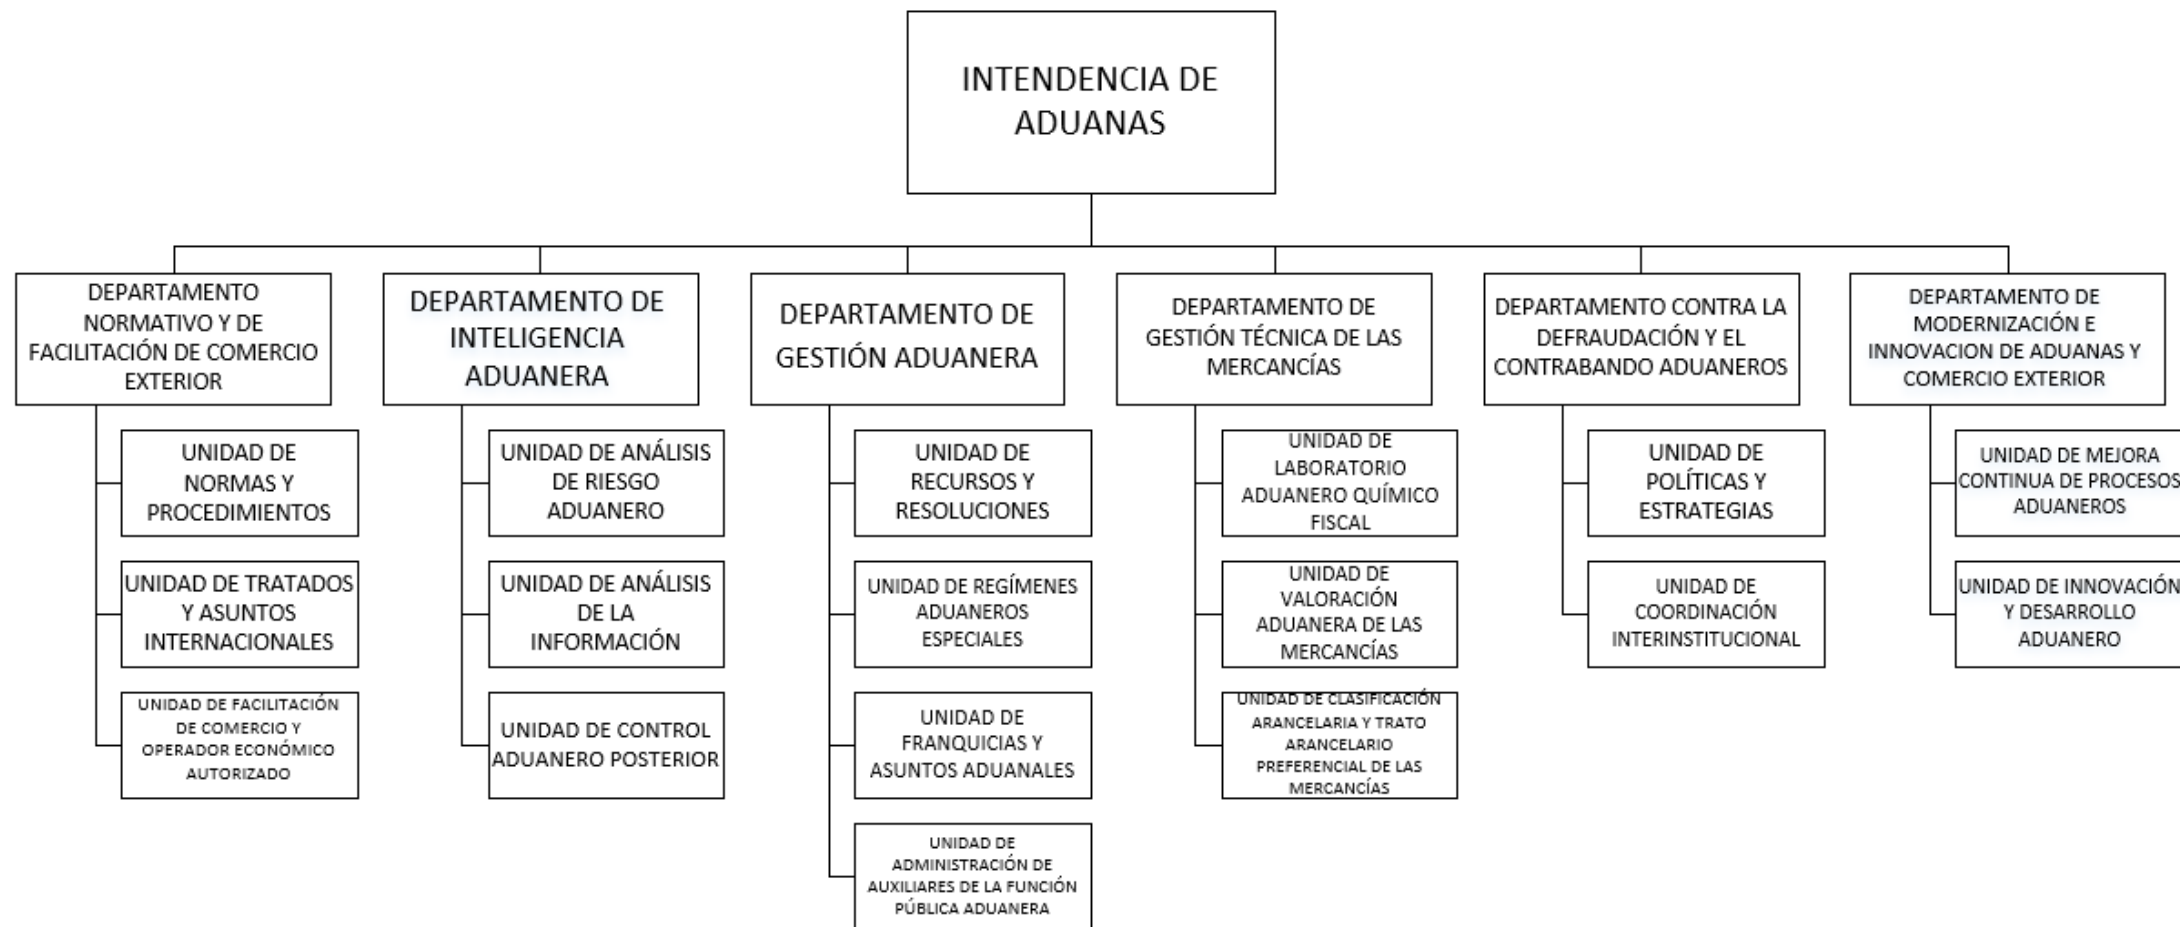 INTENDENCIA DE
ADUANAS
DEPARTAMENTO
NORMATIVO Y DE
FACILITACIÓN DE COMERCIO
EXTERIOR
UNIDAD DE
NORMAS Y
PROCEDIMIENTOS
UNIDAD DE TRATADOS
Y ASUNTOS
INTERNACIONALES
UNIDAD DE FACILITACIÓN
DE COMERCIO Y
OPERADOR ECONÓMICO
AUTORIZADO
DEPARTAMENTO DE
INTELIGENCIA
ADUANERA
UNIDAD DE ANÁLISIS
DE RIESGO
ADUANERO
UNIDAD DE ANÁLISIS
DE LA
INFORMACIÓN
UNIDAD DE CONTROL
ADUANERO POSTERIOR
DEPARTAMENTO DE
GESTIÓN ADUANERA
UNIDAD DE
RECURSOS Y
RESOLUCIONES
UNIDAD DE REGÍMENES
ADUANEROS
ESPECIALES
UNIDAD DE
FRANQUICIAS Y
ASUNTOS ADUANALES
UNIDAD DE
ADMINISTRACIÓN DE
AUXILIARES DE LA FUNCIÓN
PÚBLICA ADUANERA
DEPARTAMENTO DE
GESTIÓN TÉCNICA DE LAS
MERCANCÍAS
UNIDAD DE
LABORATORIO
ADUANERO QUÍMICO
FISCAL
UNIDAD DE
VALORACIÓN
ADUANERA DE LAS
MERCANCÍAS
UNIDAD DE CLASIFICACIÓN
ARANCELARIA Y TRATO
ARANCELARIO
PREFERENCIAL DE LAS
MERCANCÍAS
DEPARTAMENTO CONTRA LA
DEFRAUDACIÓN Y EL
CONTRABANDO ADUANEROS
UNIDAD DE
POLÍTICAS Y
ESTRATEGIAS
UNIDAD DE
COORDINACIÓN
INTERINSTITUCIONAL
DEPARTAMENTO DE
MODERNIZACIÓN E
INNOVACION DE ADUANAS Y
COMERCIO EXTERIOR
UNIDAD DE MEJORA
CONTINUA DE PROCESOS
ADUANEROS
UNIDAD DE INNOVACIÓN
Y DESARROLLO
ADUANERO